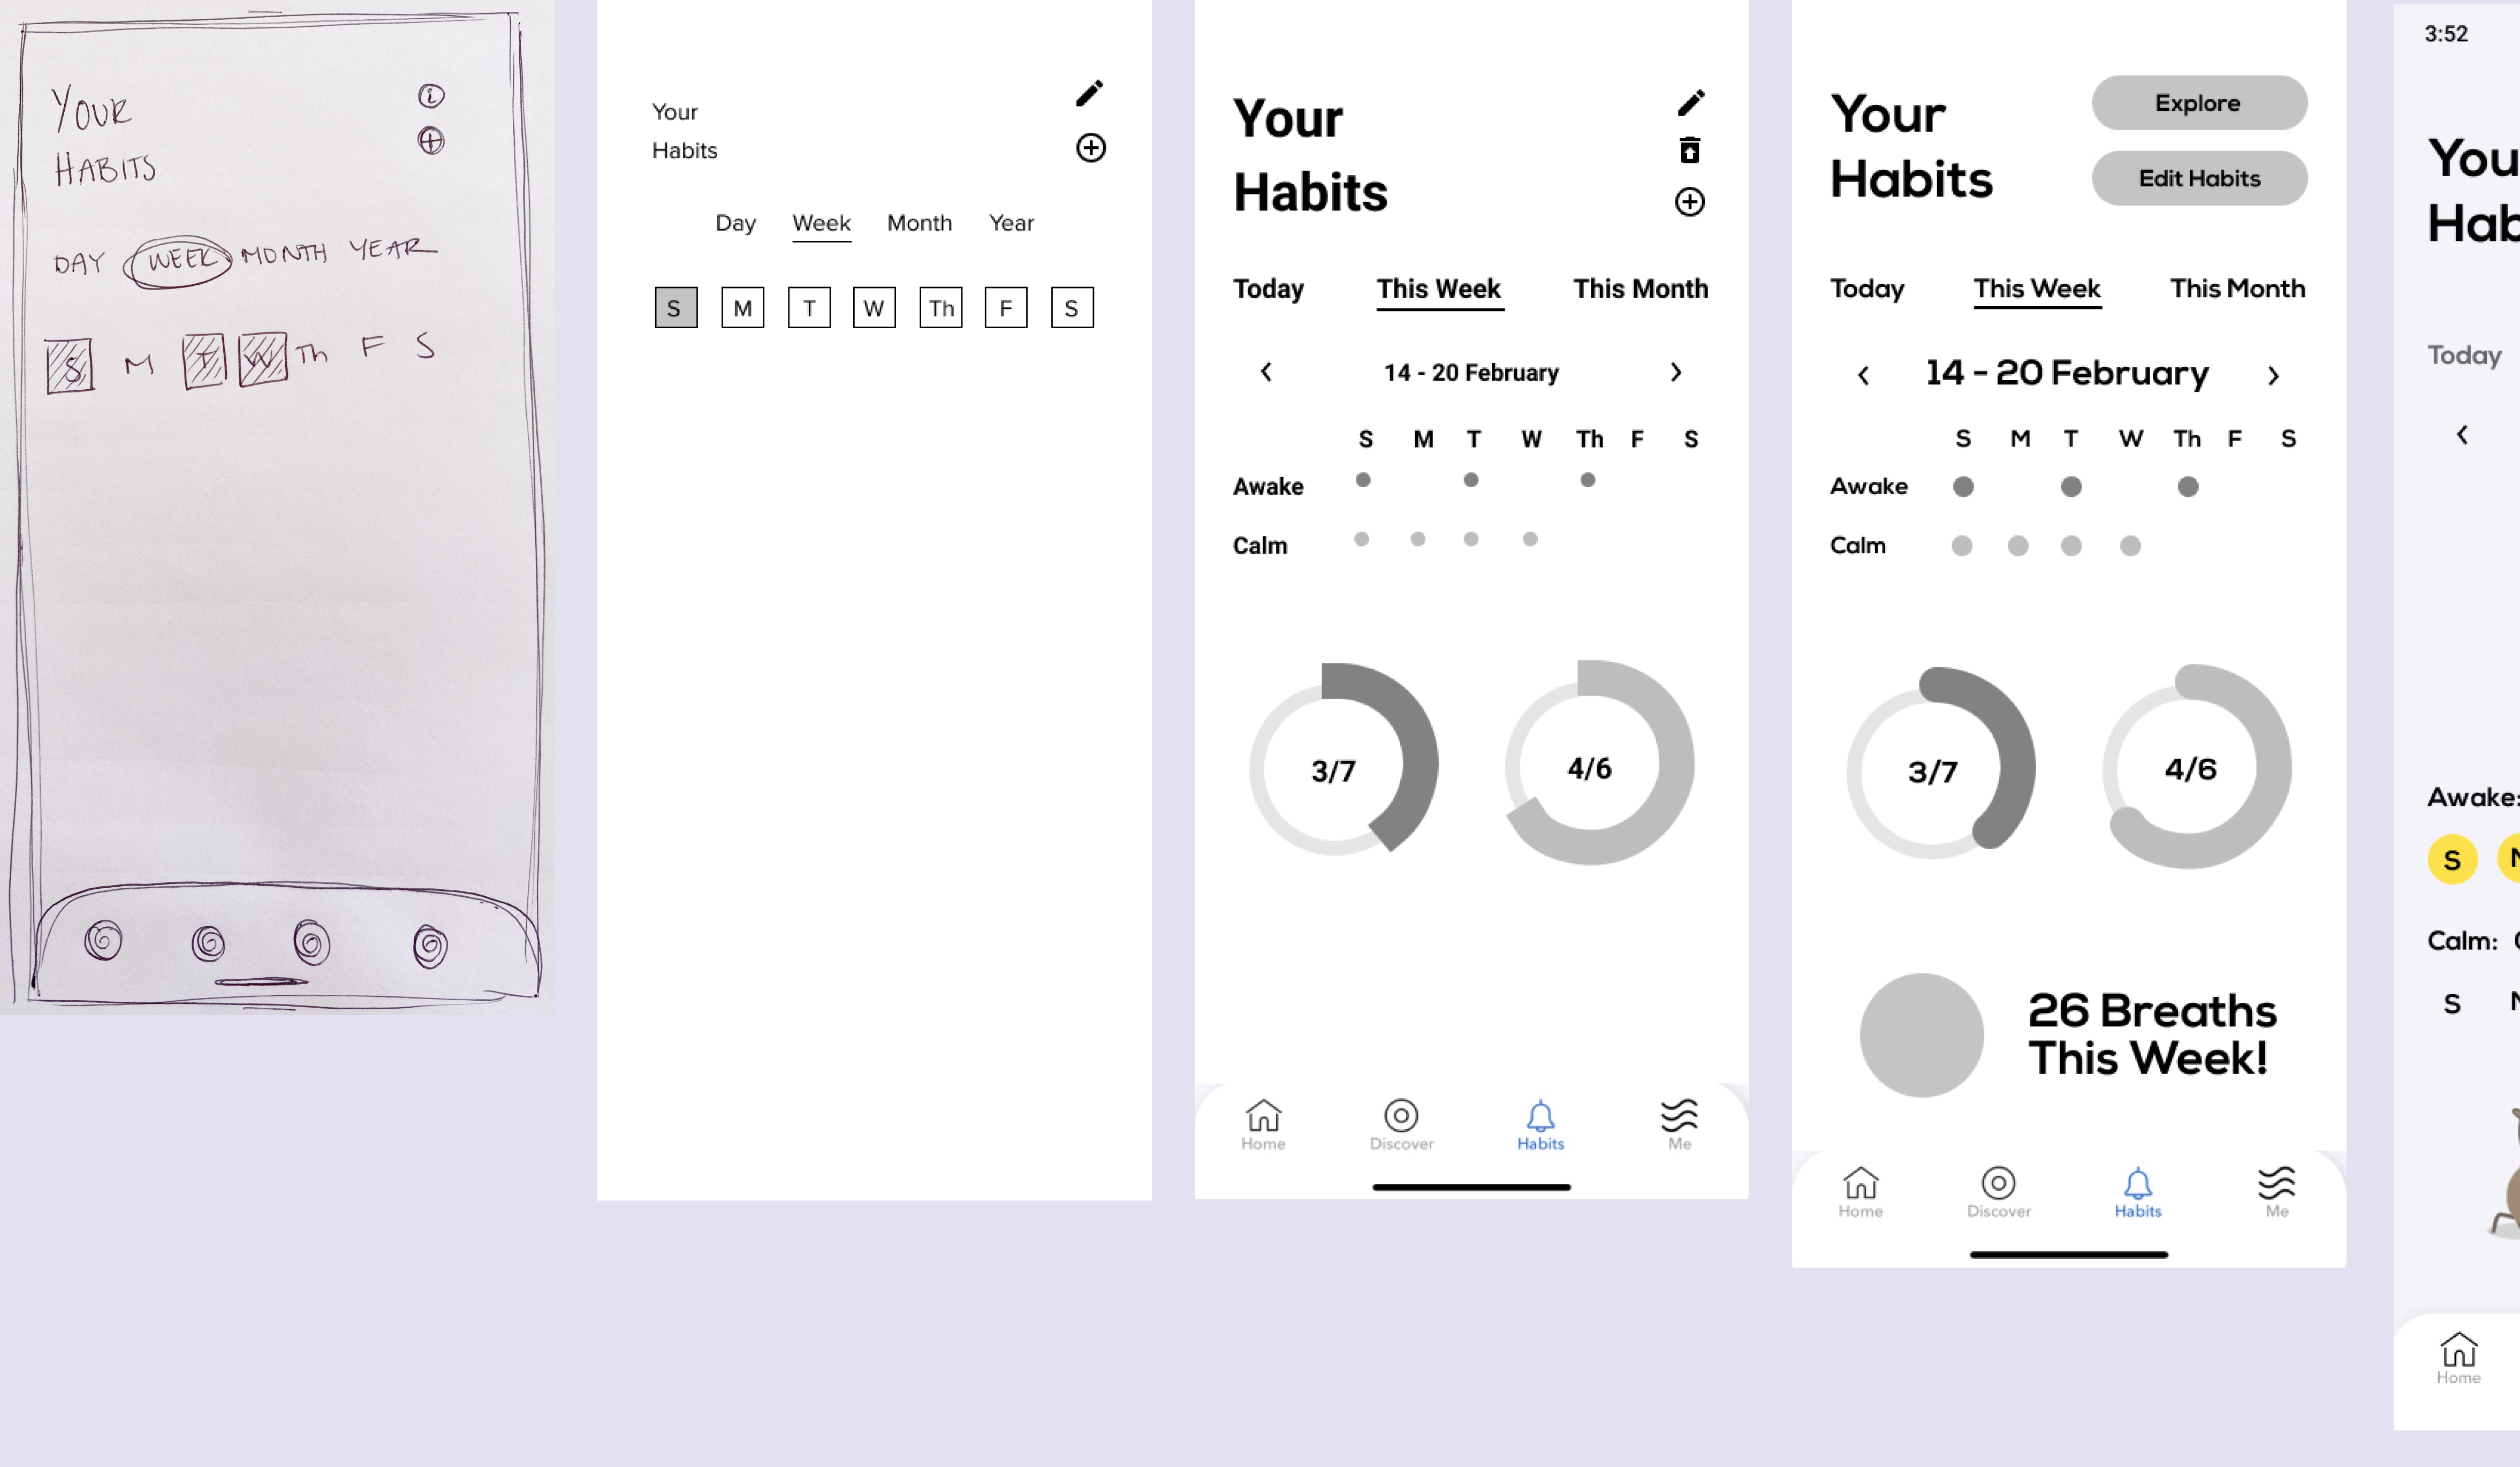 YOUR
HABITS
DAY WEEK MONTH YEAR
S M T W Th F S
Your
Habits
Day Week Month Year
S M T W Th F S
Your
Habits
Today This Week This Month
14 - 20 February
S M T W Th F S
Awake
Calm
3/7 4/6
Home Discover Habits Me
Your
Habits
Explore
Edit Habits
Today This Week This Month
14 - 20 February
S M T W Th F S
Awake
Calm
3/7 4/6
26 Breaths
This Week!
Home Discover Habits Me
3:52
You
Hab
Today
Awake:
S
Calm:
S
Home